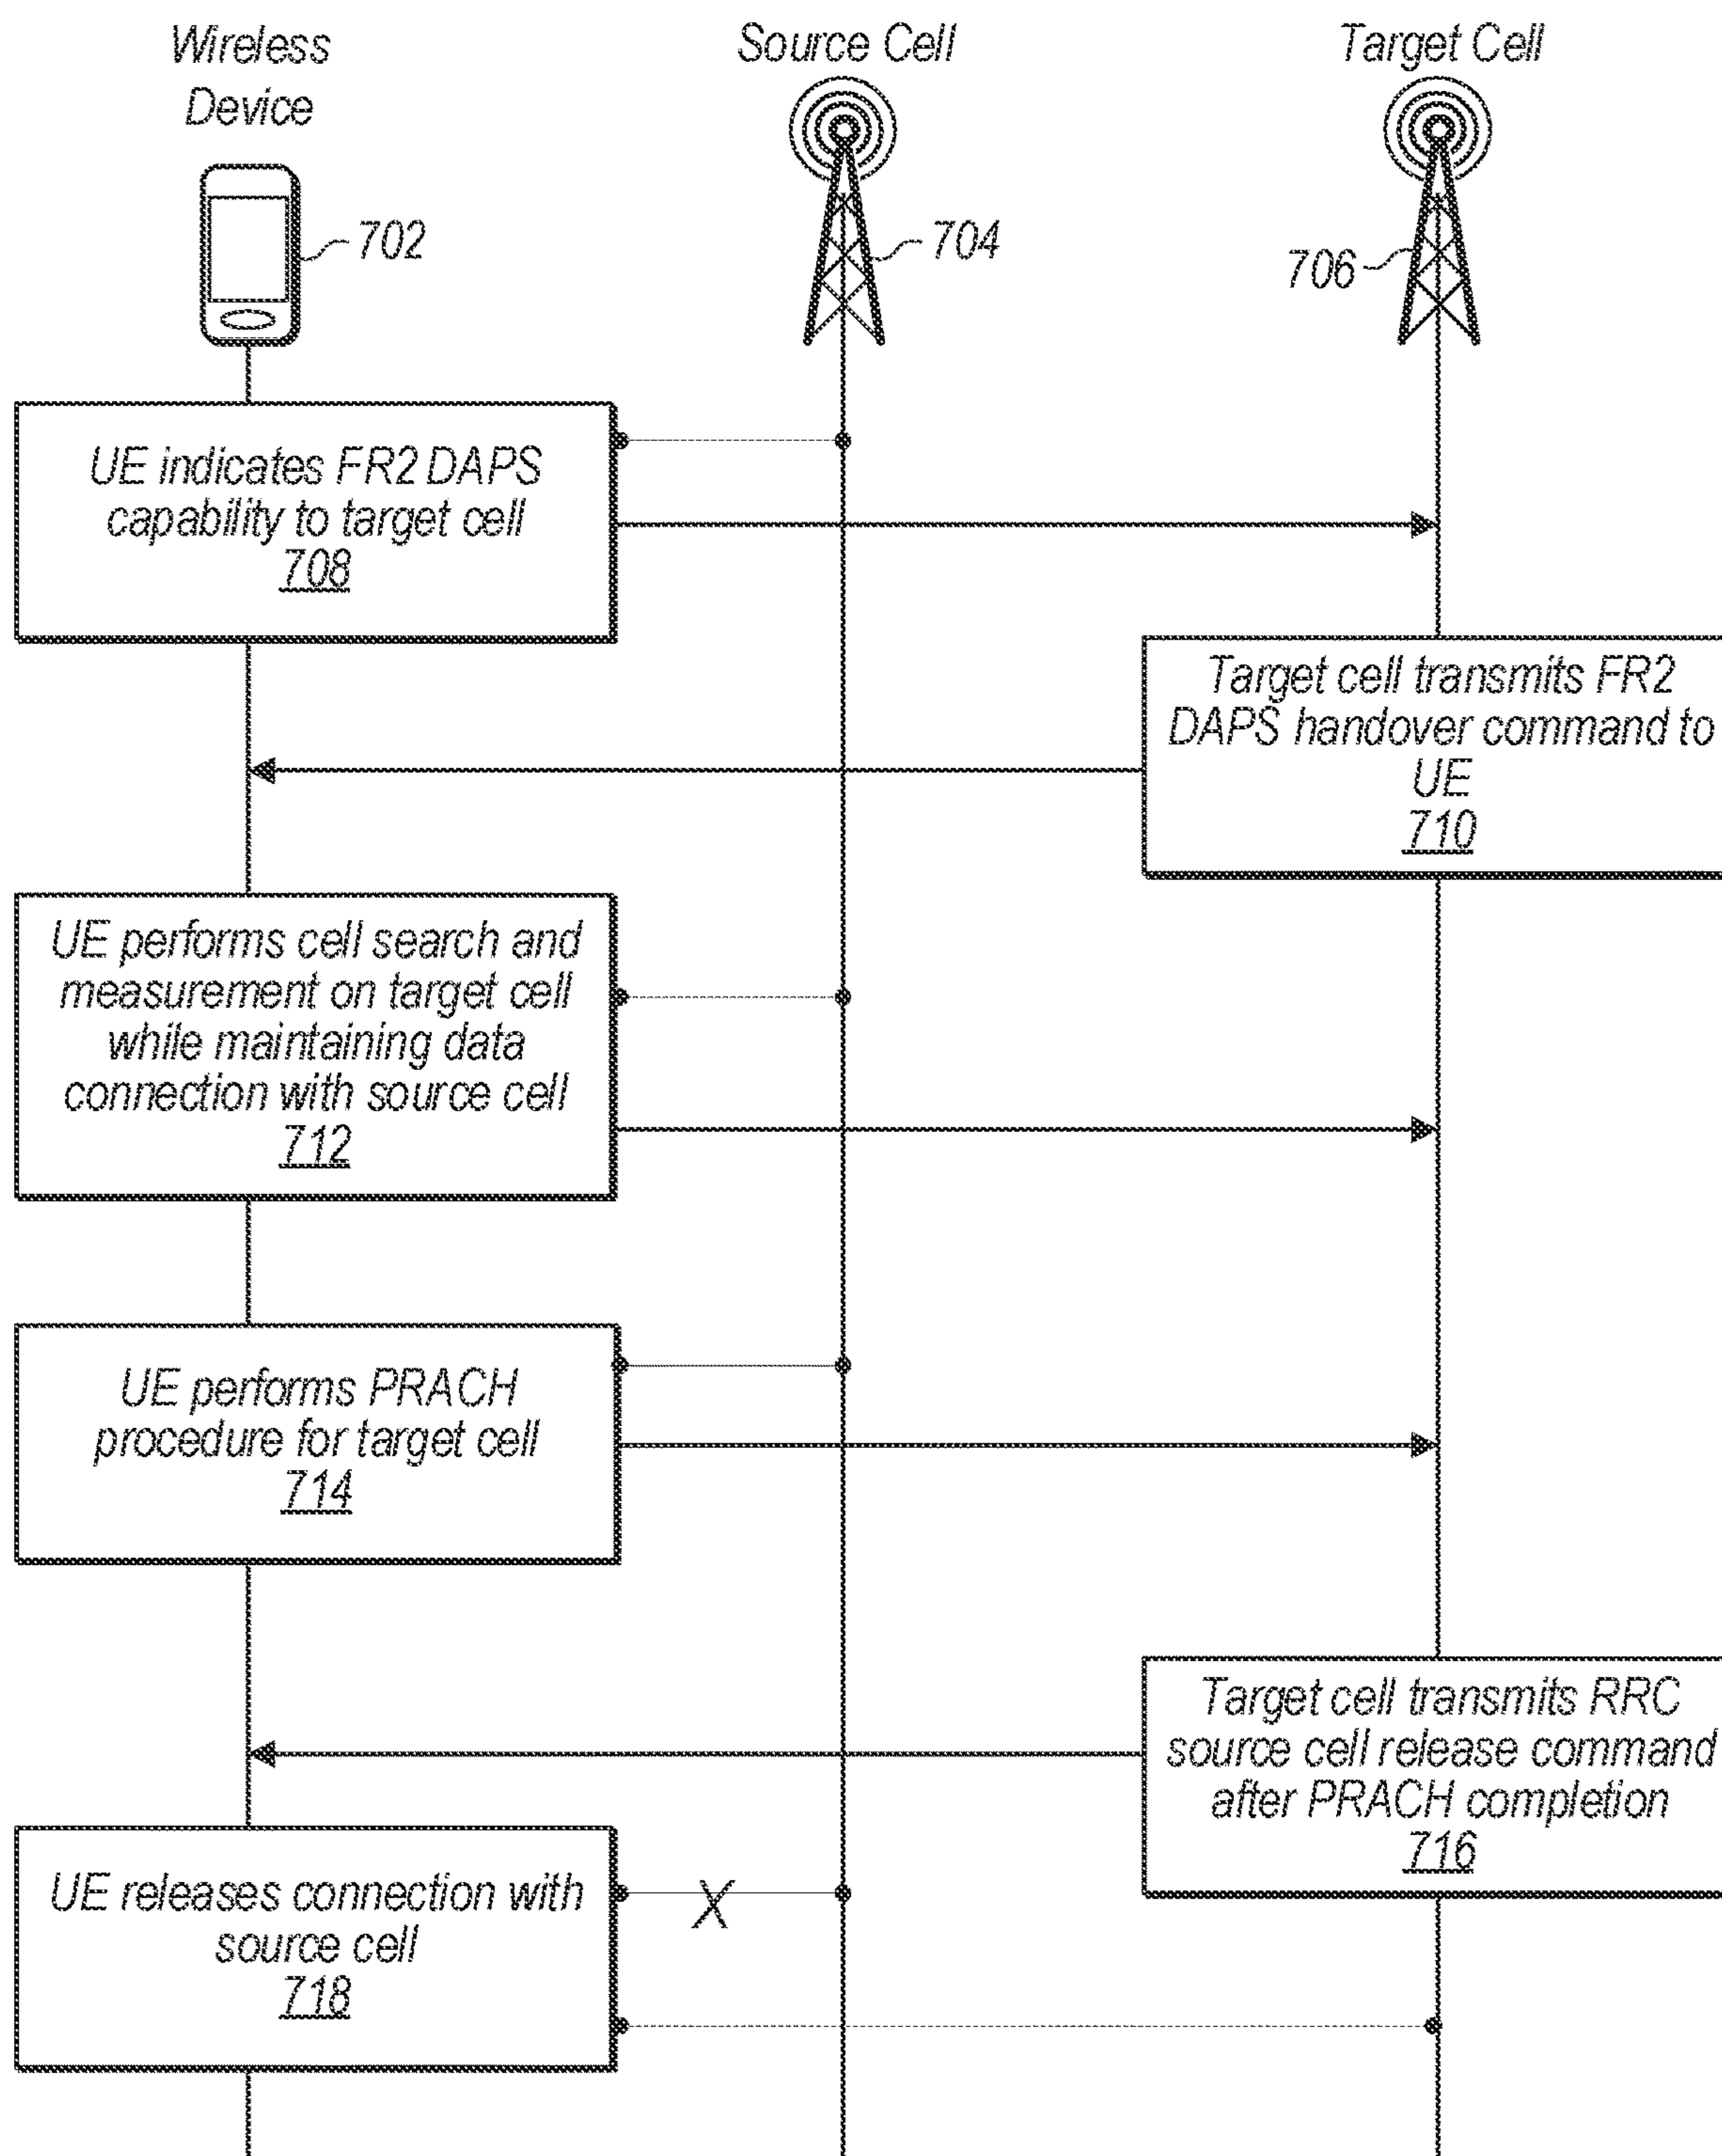 Wireless
Device
Source Cell
Target Cell
702
704
706
UE indicates FR2 DAPS
capability to target cell
708
Target cell transmits FR2
DAPS handover command to
UE
710
UE performs cell search and
measurement on target cell
while maintaining data
connection with source cell
712
UE performs PRACH
procedure for target cell
714
Target cell transmits RRC
source cell release command
after PRACH completion
716
UE releases connection with
source cell
718
X